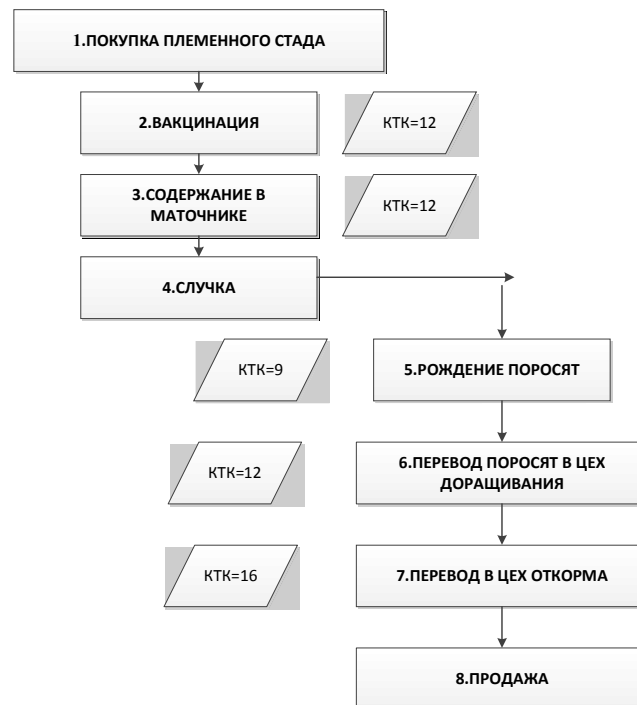 1.ПОКУПКА ПЛЕМЕННОГО СТАДА
2.ВАКЦИНАЦИЯ
КТК=12
3.СОДЕРЖАНИЕ В
МАТОЧНИКЕ
КТК=12
4.СЛУЧКА
КТК=9
5.РОЖДЕНИЕ ПОРОСЯТ
КТК=12
6.ПЕРЕВОД ПОРОСЯТ В ЦЕХ
ДОРАЩИВАНИЯ
КТК=16
7.ПЕРЕВОД В ЦЕХ ОТКОРМА
8.ПРОДАЖА